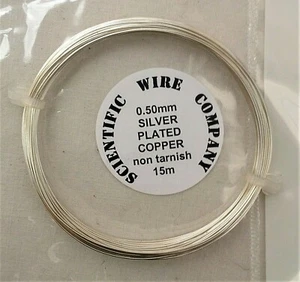 SCIENTIFIC WIRE COMPANY
0.50mm
SILVER
PLATED
COPPER
non tarnish
15m